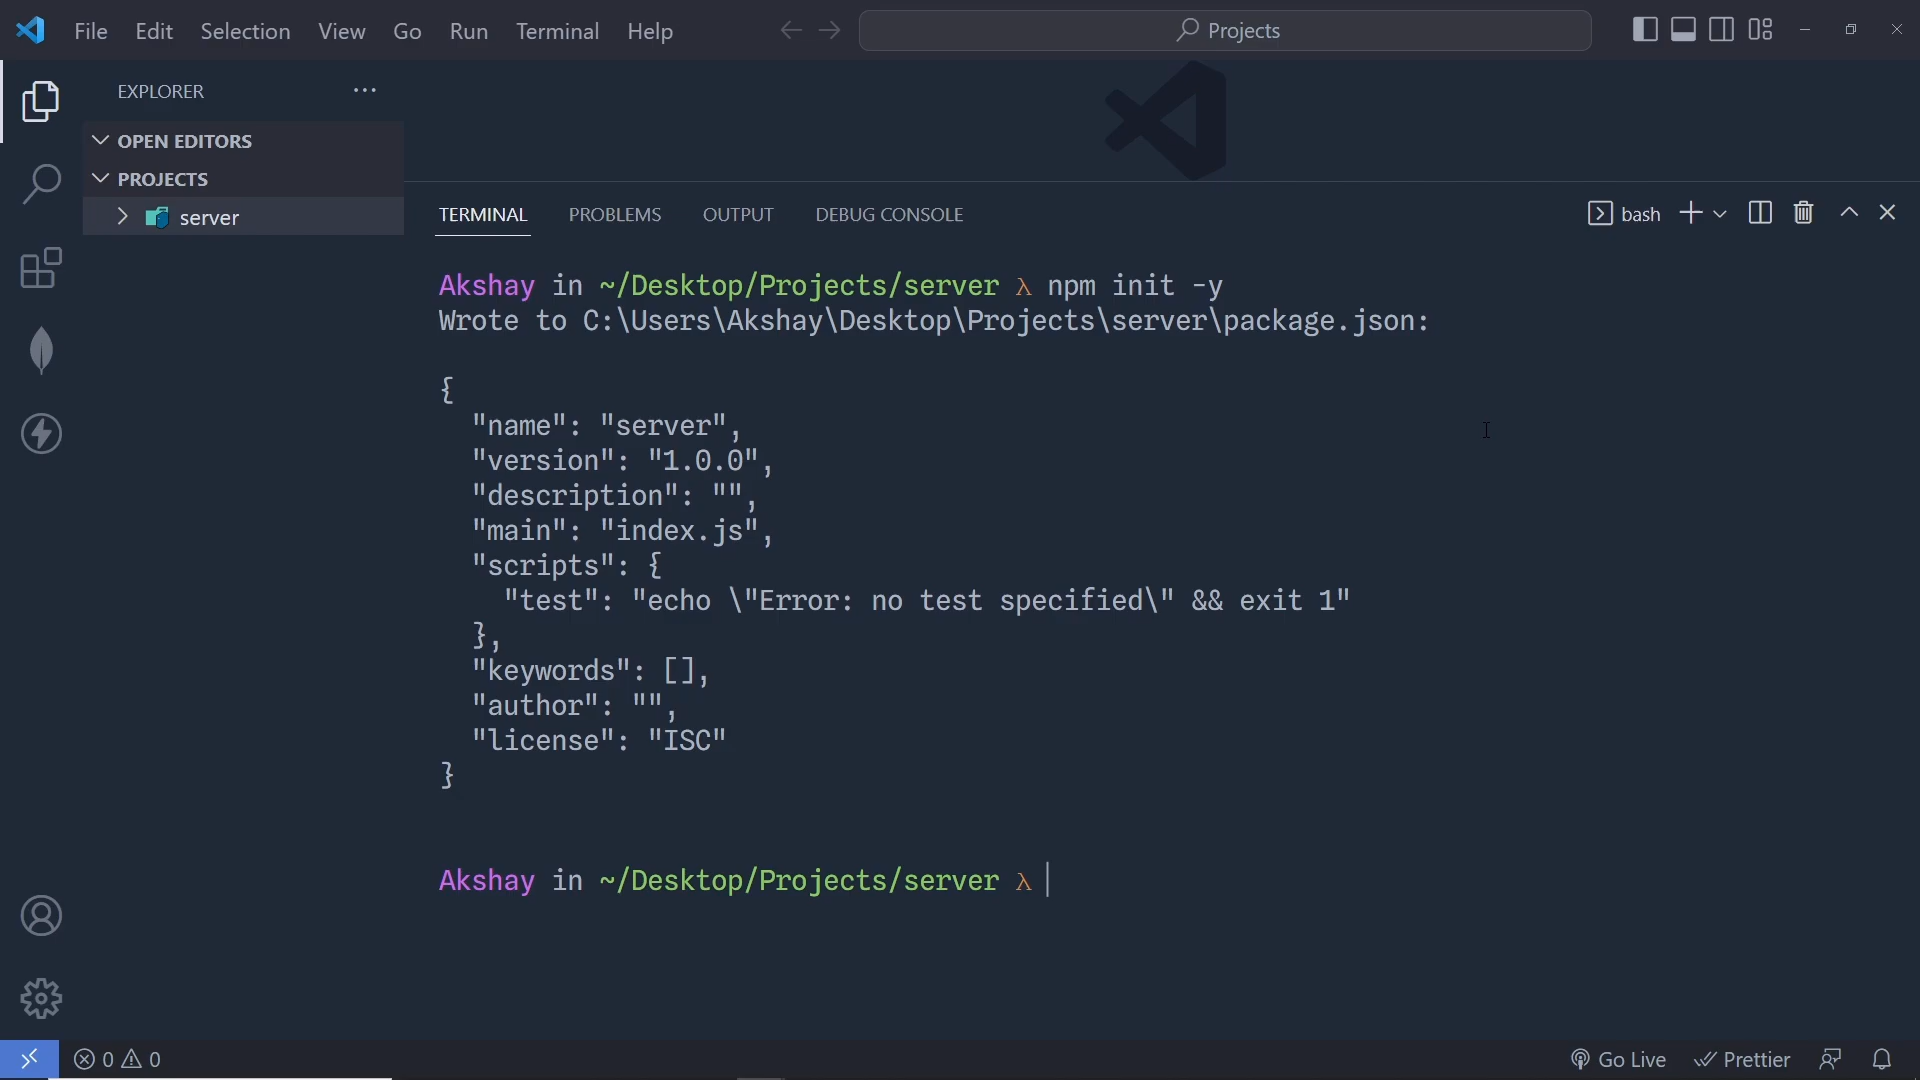 File Edit Selection View Go Run Terminal Help
Projects
EXPLORER
OPEN EDITORS
PROJECTS
server
TERMINAL PROBLEMS OUTPUT DEBUG CONSOLE
bash
Akshay in ~/Desktop/Projects/server λ npm init -y
Wrote to C:\Users\Akshay\Desktop\Projects\server\package.json:
{
"name": "server",
"version": "1.0.0",
"description": "",
"main": "index.js",
"scripts": {
"test": "echo \"Error: no test specified\" && exit 1"
},
"keywords": [],
"author": "",
"license": "ISC"
}
Akshay in ~/Desktop/Projects/server λ
0 0
Go Live Prettier